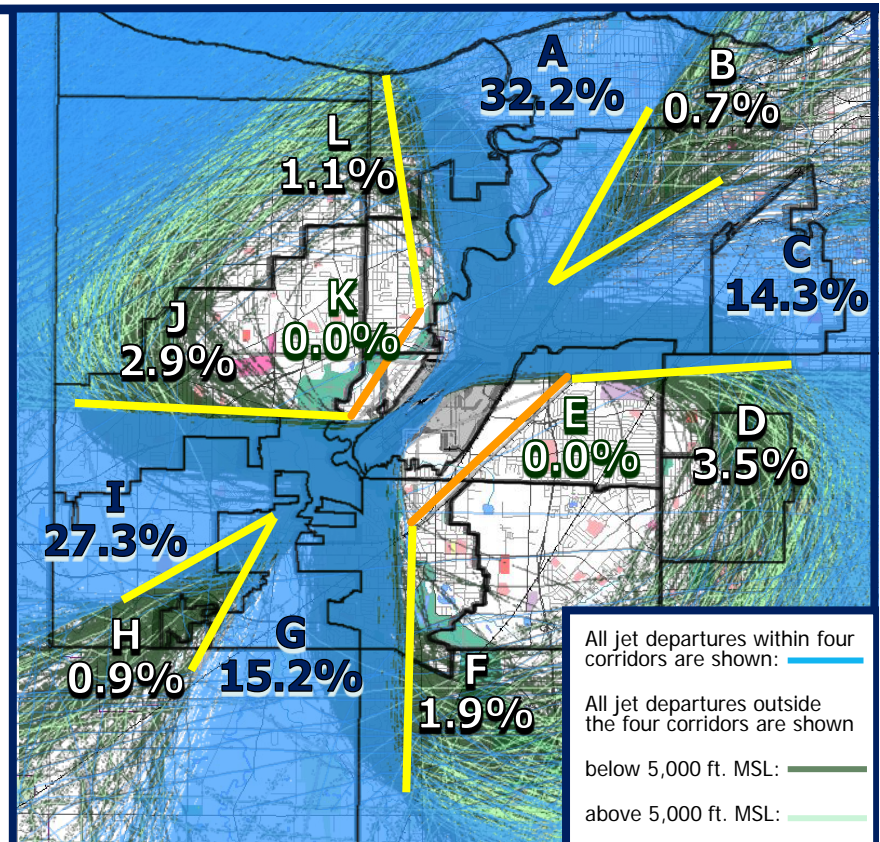 A
32.2%
B
0.7%
L
1.1%
C
14.3%
K
0.0%
J
2.9%
E
0.0%
D
3.5%
I
27.3%
H
0.9%
G
15.2%
F
1.9%
All jet departures within four
corridors are shown:
All jet departures outside
the four corridors are shown
below 5,000 ft. MSL:
above 5,000 ft. MSL: